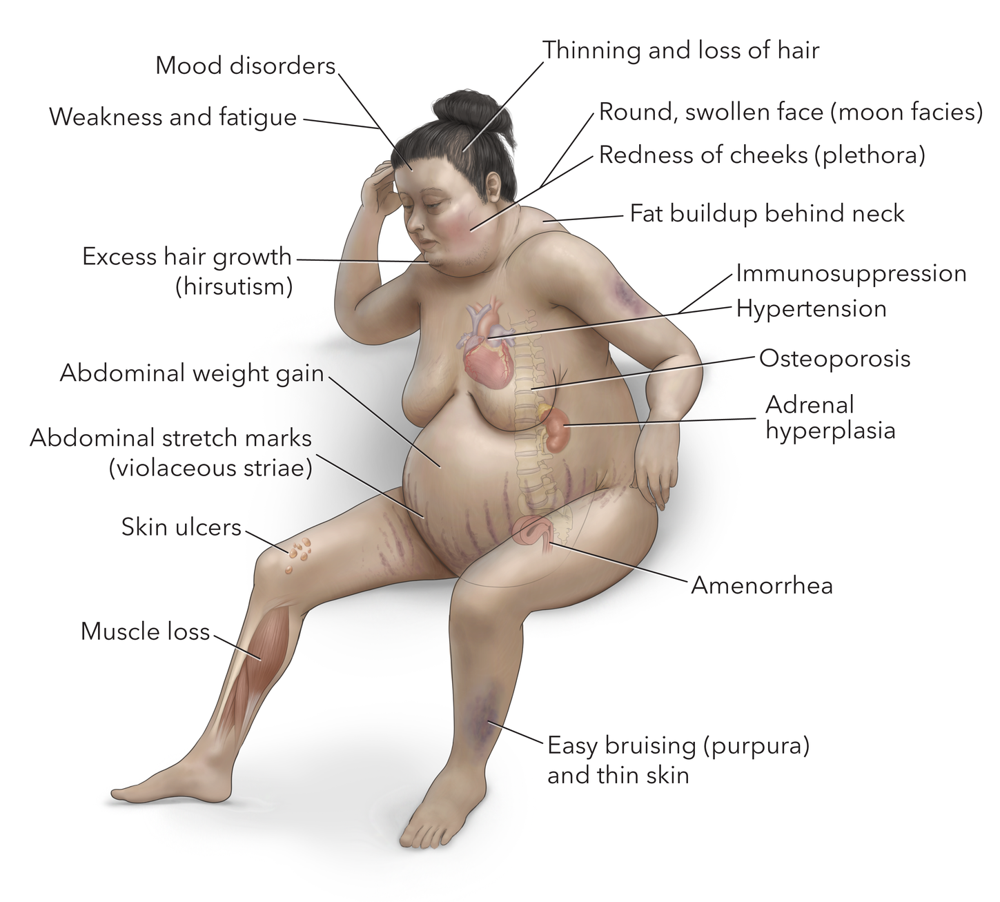 Thinning and loss of hair
Mood disorders
Round, swollen face (moon facies)
Weakness and fatigue
Redness of cheeks (plethora)
Fat buildup behind neck
Excess hair growth
(hirsutism)
Immunosuppression
Hypertension
Osteoporosis
Abdominal weight gain
Adrenal
hyperplasia
Abdominal stretch marks
(violaceous striae)
Skin ulcers
Amenorrhea
Muscle loss
Easy bruising (purpura)
and thin skin